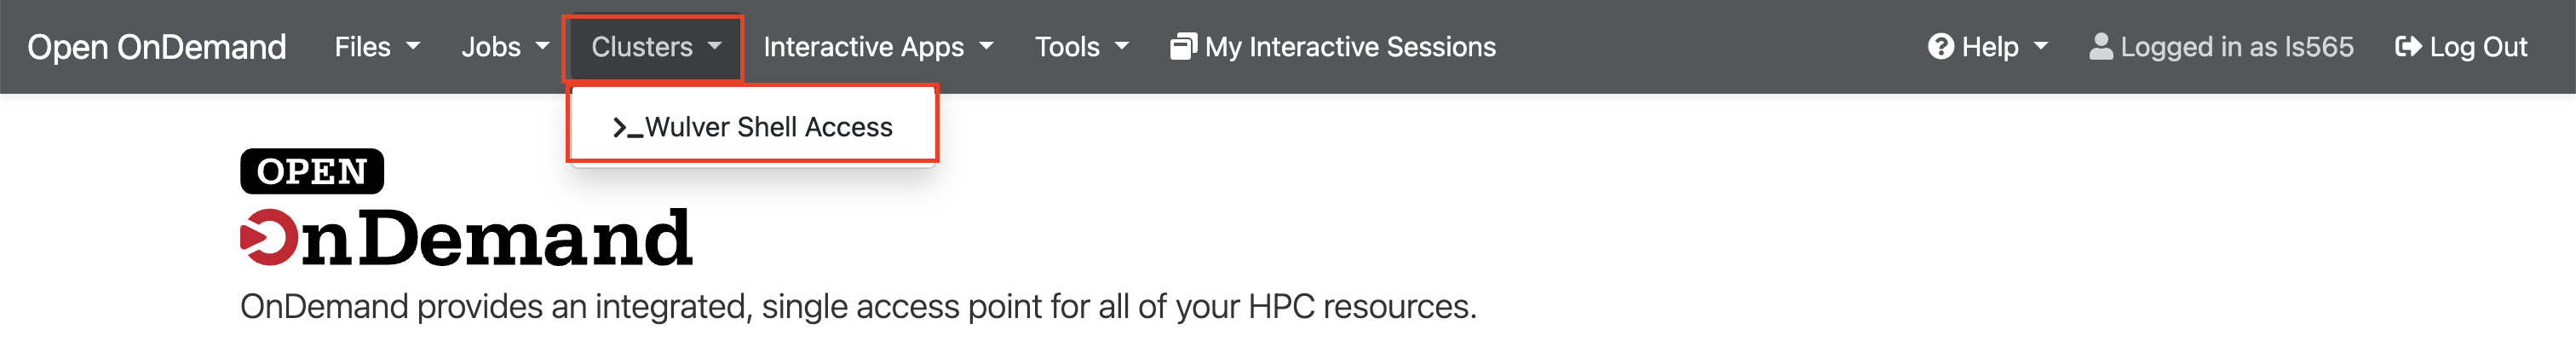 Open OnDemand Files Jobs Clusters Interactive Apps Tools My Interactive Sessions Help Logged in as ls565 Log Out
>_Wulver Shell Access
OPEN
OnDemand
OnDemand provides an integrated, single access point for all of your HPC resources.